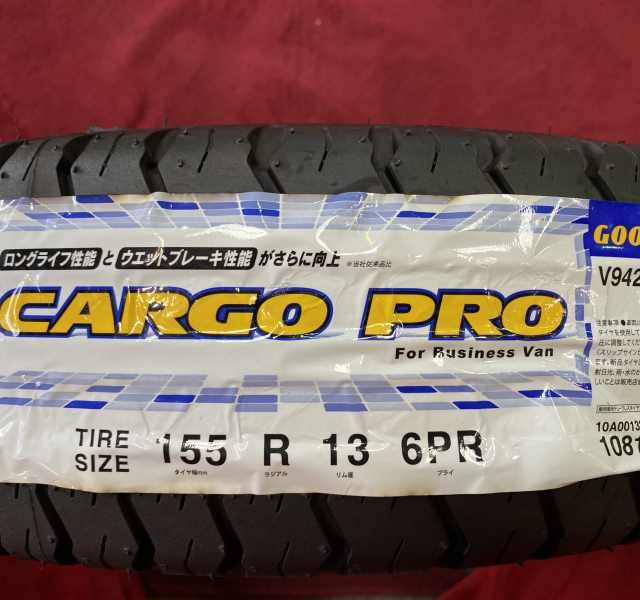 ロングライフ性能 と ウエットブレーキ性能 がさらに向上 ※当社従来品比
CARGO PRO
For Business Van
TIRE SIZE 155 R 13 6PR
タイヤ幅mm ラジアル リム径 プライ
GOO
V942
10A0013
1081